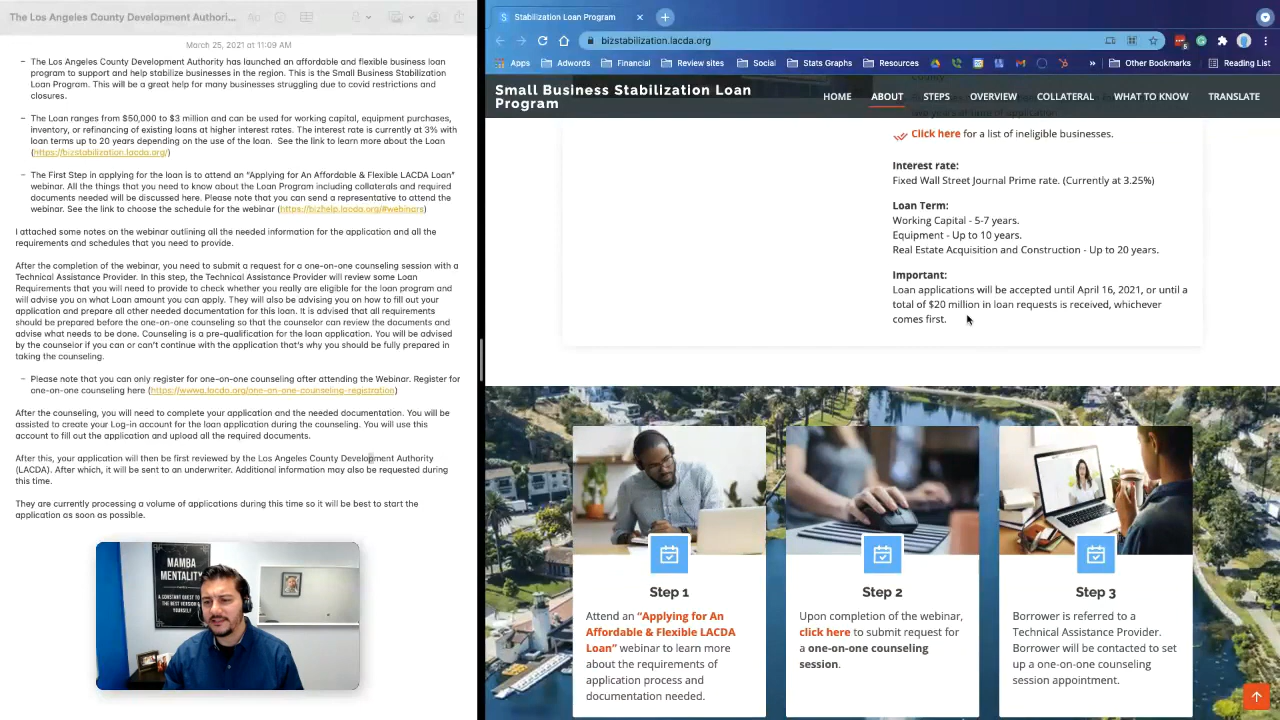 The Los Angeles County Development Authori...
March 25, 2021 at 11:09 AM
– The Los Angeles County Development Authority has launched an affordable and flexible business loan
program to support and help stabilize businesses in the region. This is the Small Business Stabilization
Loan Program. This will be a great help for many businesses struggling due to covid restrictions and
closures.
– The Loan ranges from $50,000 to $3 million and can be used for working capital, equipment purchases,
inventory, or refinancing of existing loans at higher interest rates. The interest rate is currently at 3% with
loan terms up to 20 years depending on the use of the loan. See the link to learn more about the Loan
(https://bizstabilization.lacda.org/)
– The First Step in applying for the loan is to attend an “Applying for An Affordable & Flexible LACDA Loan”
webinar. All the things that you need to know about the Loan Program including collaterals and required
documents needed will be discussed here. Please note that you can send a representative to attend the
webinar. See the link to choose the schedule for the webinar (https://bizhelp.lacda.org/#webinars)
I attached some notes on the webinar outlining all the needed information for the application and all the
requirements and schedules that you need to provide.
After the completion of the webinar, you need to submit a request for a one-on-one counseling session with a
Technical Assistance Provider. In this step, the Technical Assistance Provider will review some Loan
Requirements that you will need to provide to check whether you really are eligible for the loan program and
will advise you on what Loan amount you can apply. They will also be advising you on how to fill out your
application and prepare all other needed documentation for this loan. It is advised that all requirements
should be prepared before the one-on-one counseling so that the counselor can review the documents and
advise what needs to be done. Counseling is a pre-qualification for the loan application. You will be advised
by the counselor if you can or can't continue with the application that's why you should be fully prepared in
taking the counseling.
– Please note that you can only register for one-on-one counseling after attending the Webinar. Register for
one-on-one counseling here (https://wwwa.lacdc.org/one-on-one-counseling-registration)
After the counseling, you will need to complete your application and the needed documentation. You will be
assisted to create your Log-in account for the loan application during the counseling. You will use this
account to fill out the application and upload all the required documents.
After this, your application will then be first reviewed by the Los Angeles County Development Authority
(LACDA). After which, it will be sent to an underwriter. Additional information may also be requested during
this time.
They are currently processing a volume of applications during this time so it will be best to start the
application as soon as possible.
MAMBA
MENTALITY
A CONSTANT QUEST TO
THE BEST VERSION
YOURSELF
Stabilization Loan Program
bizstabilization.lacda.org
Apps Adwords Financial Review Sites Social Stats Graphs Resources Other Bookmarks Reading List
Small Business Stabilization Loan
Program
HOME ABOUT STEPS OVERVIEW COLLATERAL WHAT TO KNOW TRANSLATE
Click here for a list of ineligible businesses.
Interest rate:
Fixed Wall Street Journal Prime rate. (Currently at 3.25%)
Loan Term:
Working Capital - 5-7 years.
Equipment - Up to 10 years.
Real Estate Acquisition and Construction - Up to 20 years.
Important:
Loan applications will be accepted until April 16, 2021, or until a
total of $20 million in loan requests is received, whichever
comes first.
Step 1
Attend an “Applying for An
Affordable & Flexible LACDA
Loan” webinar to learn more
about the requirements of
application process and
documentation needed.
Step 2
Upon completion of the webinar,
click here to submit request for
a one-on-one counseling
session.
Step 3
Borrower is referred to a
Technical Assistance Provider.
Borrower will be contacted to set
up a one-on-one counseling
session appointment.